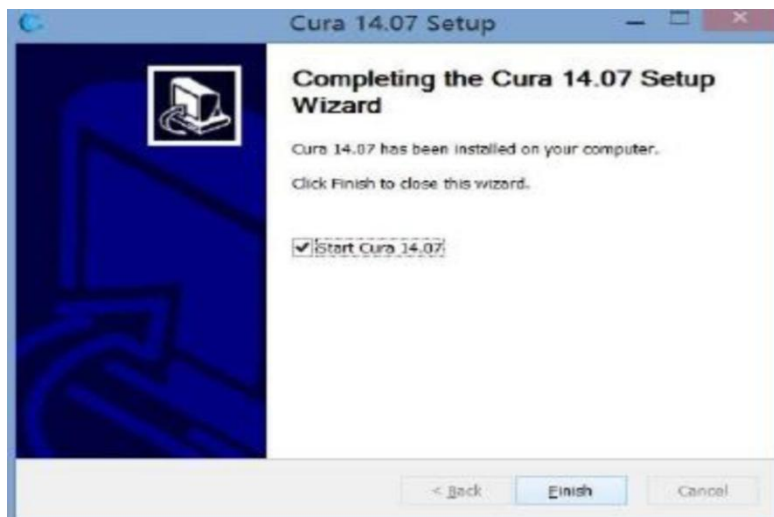 Cura 14.07 Setup
Completing the Cura 14.07 Setup
Wizard
Cura 14.07 has been installed on your computer.
Click Finish to close this wizard.
Start Cura 14.07
< Back
Finish
Cancel